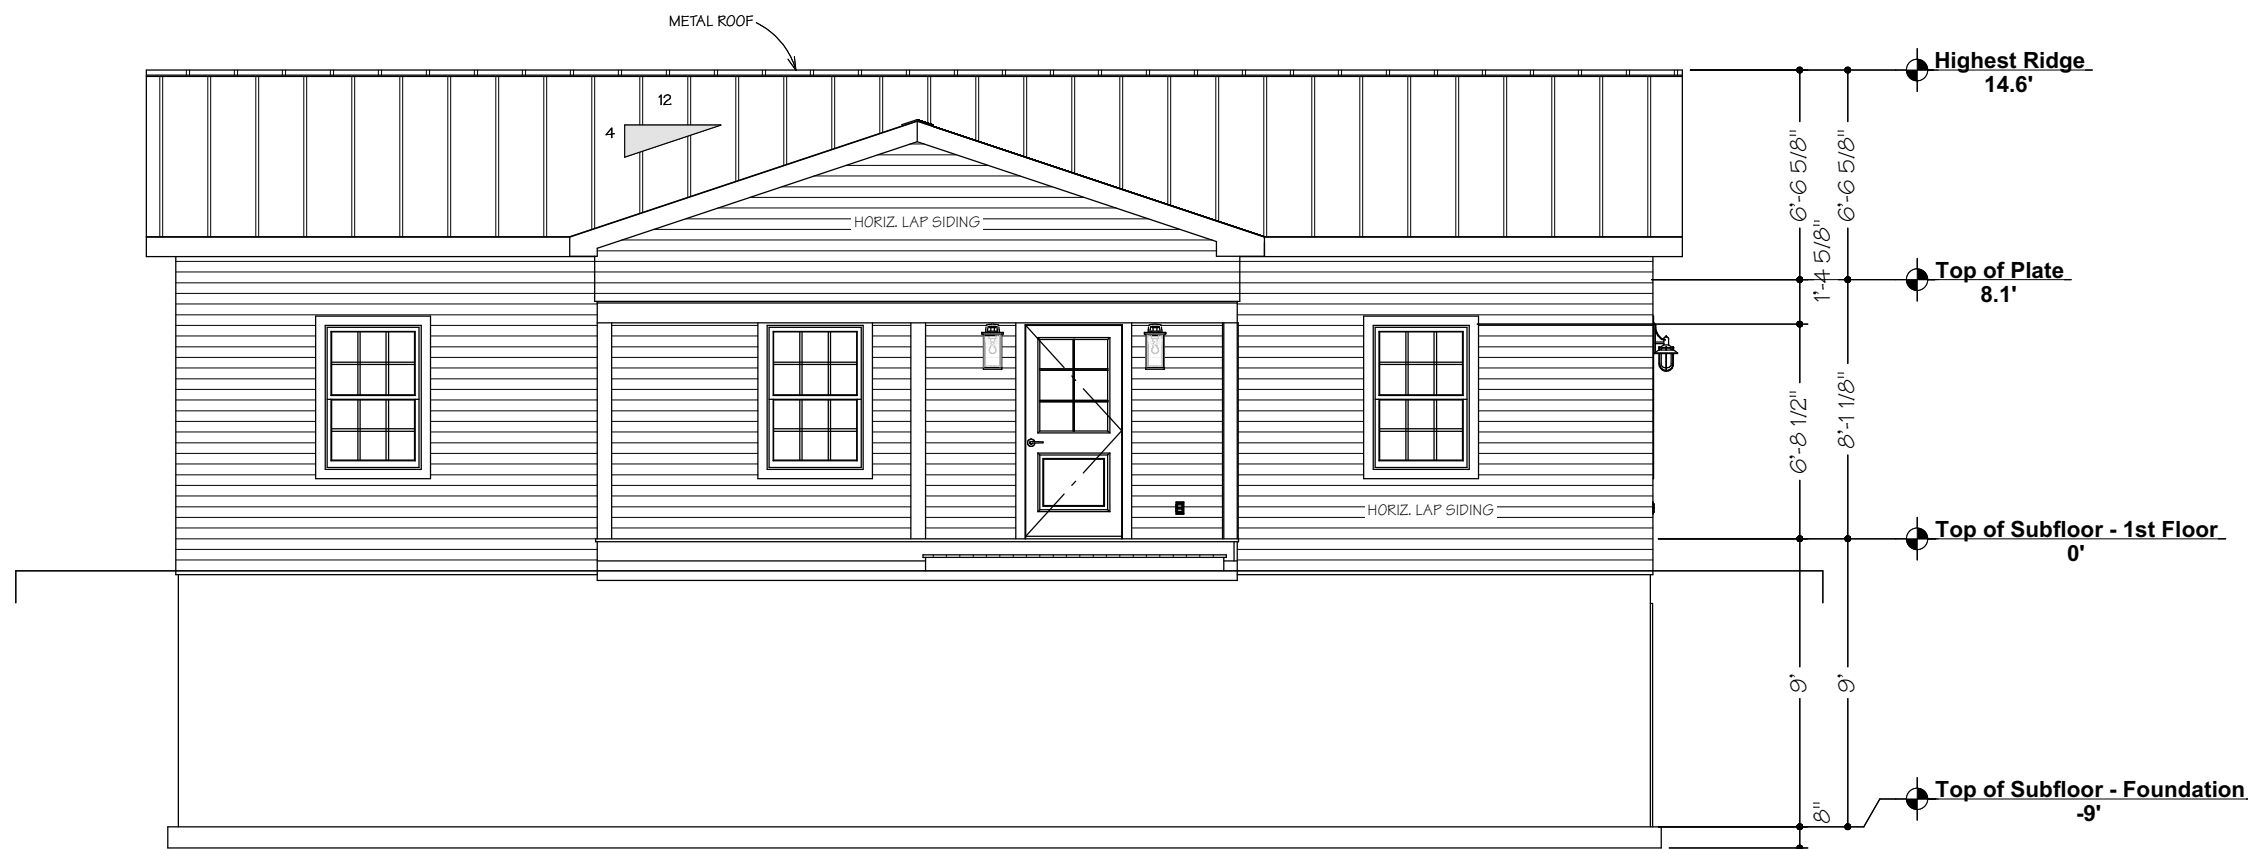 METAL ROOF
Highest Ridge
14.6'
12
4
6'-6 5/8"
6'-6 5/8"
HORIZ. LAP SIDING
1'-4 5/8"
Top of Plate
8.1'
6'-8 1/2"
8'-1 1/8"
HORIZ. LAP SIDING
Top of Subfloor - 1st Floor
0'
9'
9'
Top of Subfloor - Foundation
-9'
8"